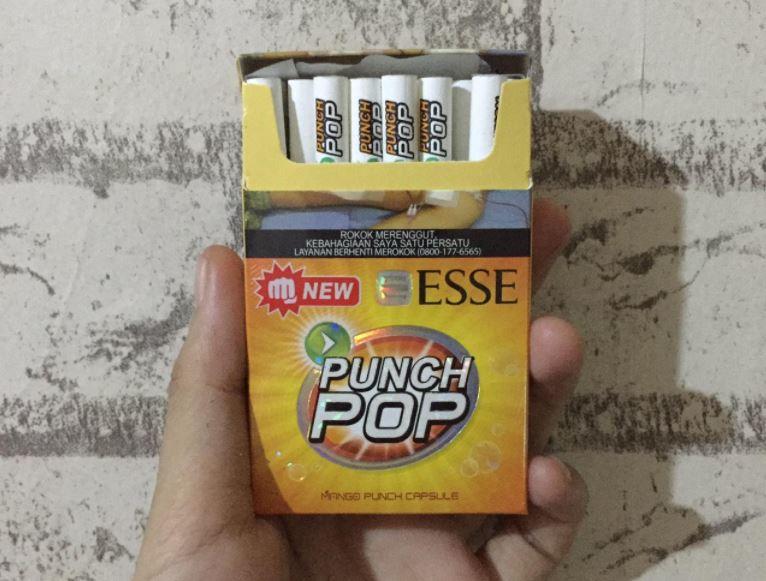 PUNCH POP
PUNCH POP
PUNCH POP
PUNCH POP
ROKOK MERENGGUT,
KEBAHAGIAAN SAYA SATU PERSATU
LAYANAN BERHENTI MEROKOK (0800-177-6565)
NEW
ESSE
PUNCH
POP
MANGO PUNCH CAPSULE